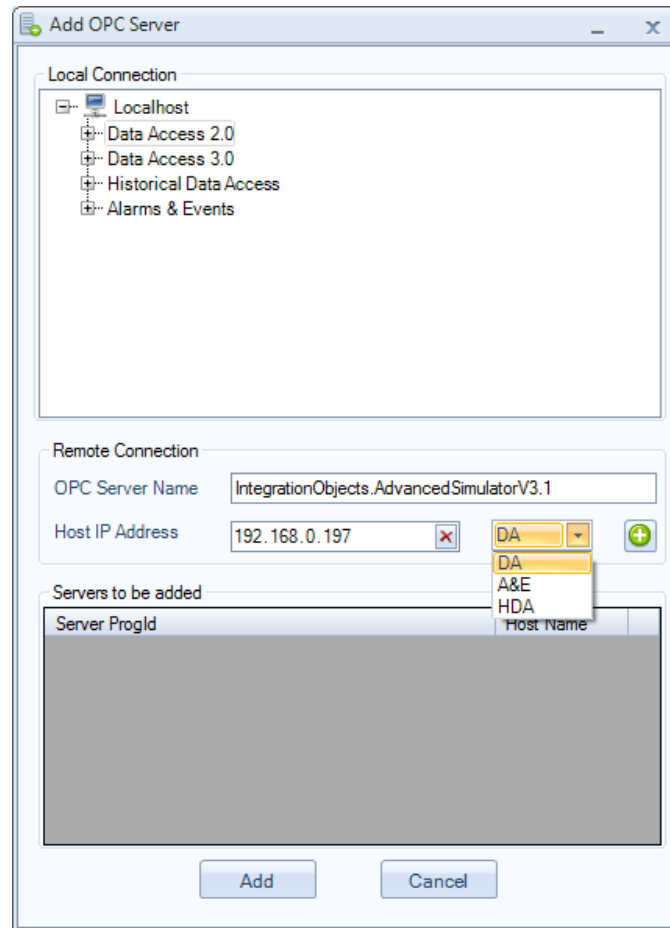 Add OPC Server
Local Connection
Localhost
Data Access 2.0
Data Access 3.0
Historical Data Access
Alarms & Events
Remote Connection
OPC Server Name IntegrationObjects.AdvancedSimulatorV3.1
Host IP Address 192.168.0.197 DA
DA
A&E
HDA
Servers to be added
Server ProgId Host Name
Add Cancel